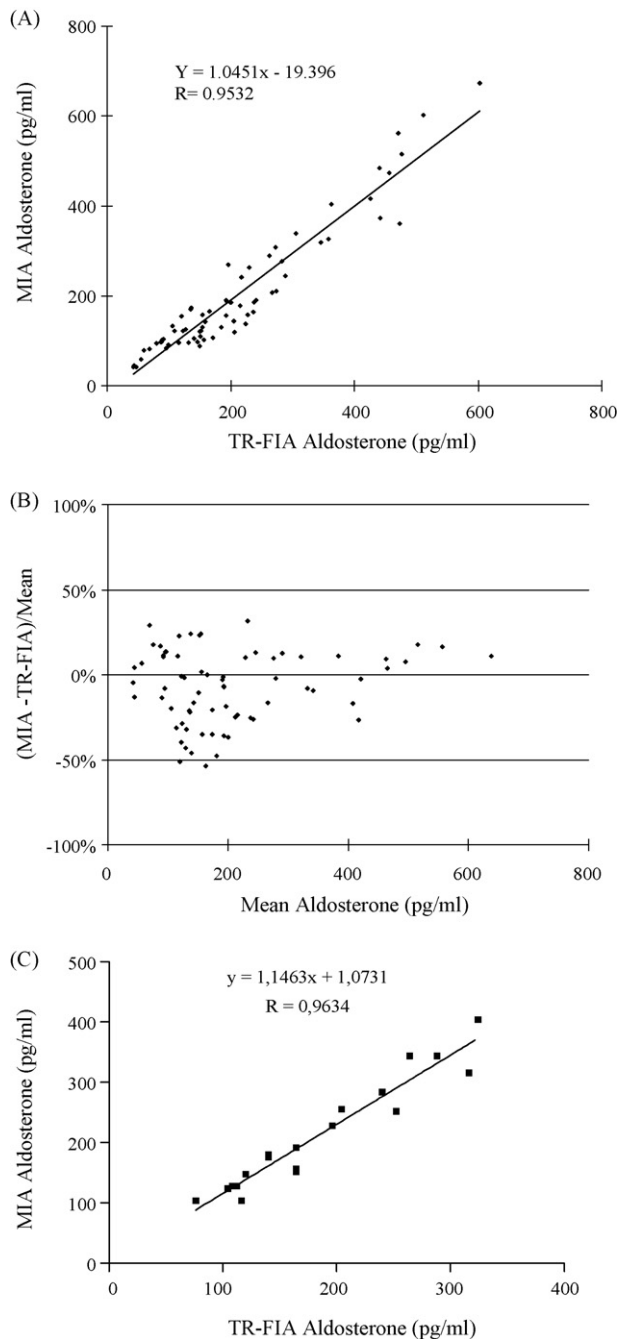 (A)
800
Y = 1.0451x - 19.396
R= 0.9532
600
400
200
0
MIA Aldosterone (pg/ml)
0 200 400 600 800
TR-FIA Aldosterone (pg/ml)
(B)
100%
50%
0%
-50%
-100%
(MIA -TR-FIA)/Mean
0 200 400 600 800
Mean Aldosterone (pg/ml)
(C)
500
y = 1,1463x + 1,0731
R = 0,9634
400
300
200
100
0
MIA Aldosterone (pg/ml)
0 100 200 300 400
TR-FIA Aldosterone (pg/ml)